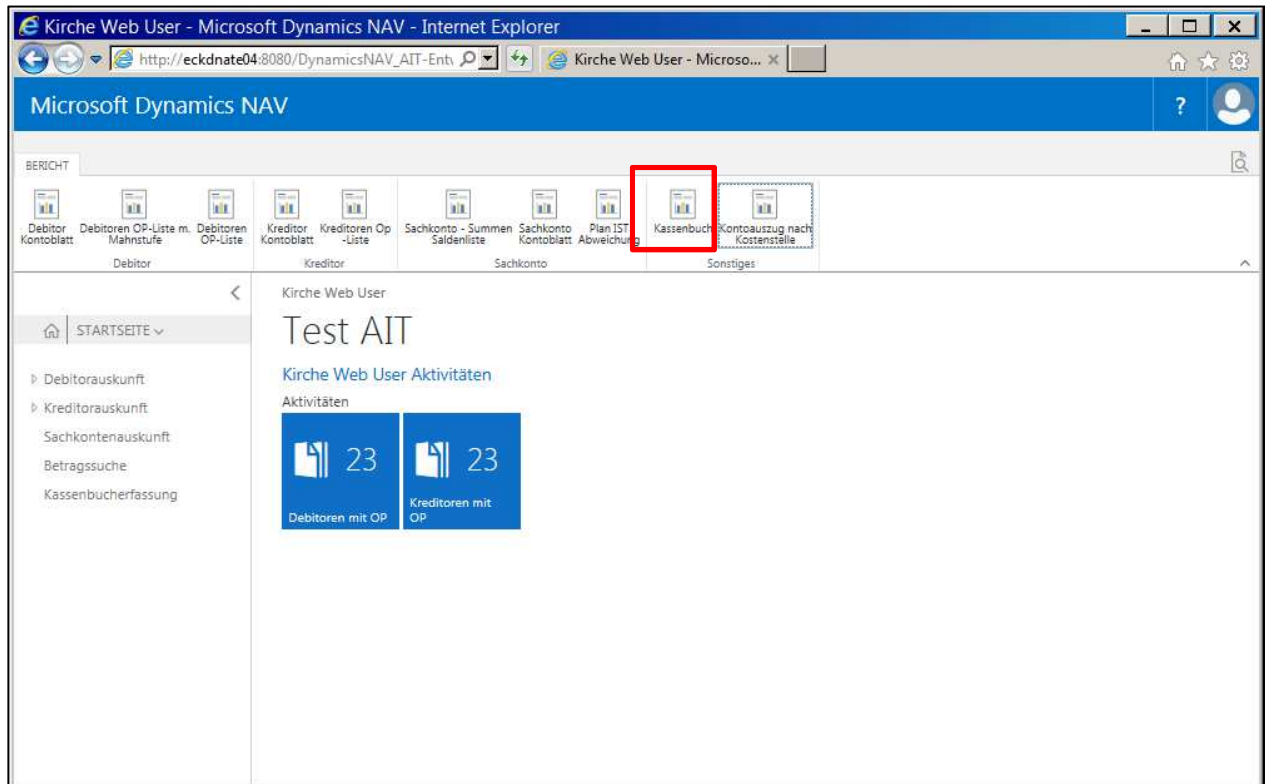 Kirche Web User - Microsoft Dynamics NAV - Internet Explorer
http://eckdnate04:8080/DynamicsNAV_AIT-Entv
Kirche Web User - Microso...
Microsoft Dynamics NAV
?
BERICHT
Debitor Kontoblatt
Debitoren OP-Liste m. Mahnstufe
Debitoren OP-Liste
Kreditor Kontoblatt
Kreditoren Op -Liste
Sachkonto - Summen Saldenliste
Sachkonto Kontoblatt
Plan IST Abweichung
Kassenbuch
Kontoauszug nach Kostenstelle
Debitor
Kreditor
Sachkonto
Sonstiges
Kirche Web User
STARTSEITE
Test AIT
Debitorauskunft
Kreditorauskunft
Sachkontenauskunft
Betragssuche
Kassenbucherfassung
Kirche Web User Aktivitäten
Aktivitäten
23
Debitoren mit OP
23
Kreditoren mit
OP